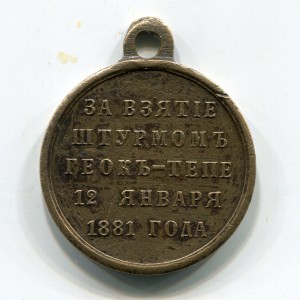 ЗА ВЗЯТІЕ
ШТУРМОМЪ
ГЕОКЪ-ТЕПЕ
12 ЯНВАРЯ
1881 ГОДА